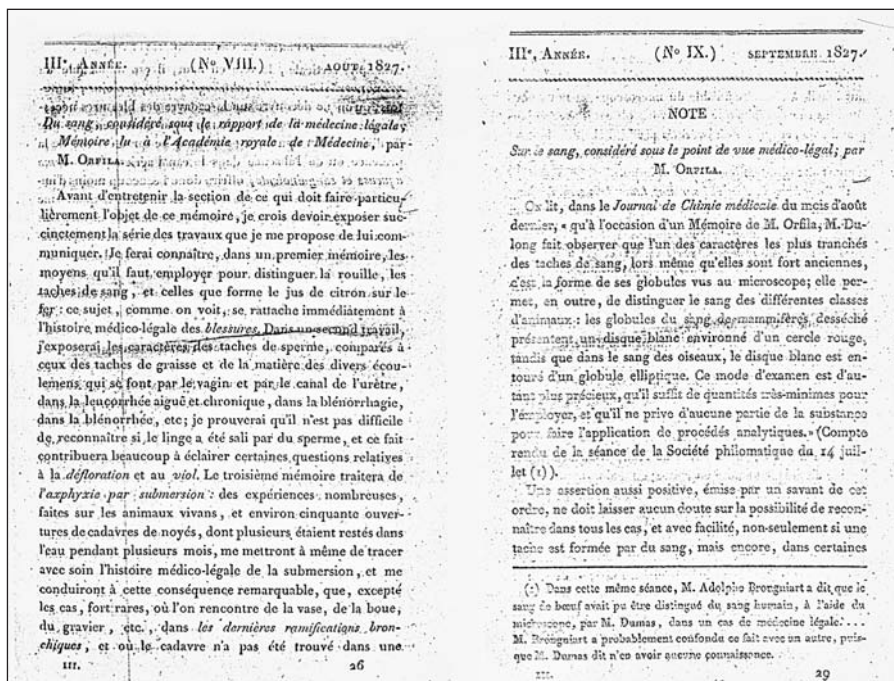 IIIe. ANNÉE. (No VIII.) AOUT 1827.
Du sang, considéré sous le rapport de la médecine légale;
Mémoire lu à l'Académie royale de Médecine, par
M. ORFILA.
Avant d'entretenir la section de ce qui doit faire particu-
lièrement l'objet de ce mémoire, je crois devoir exposer suc-
cinctement la série des travaux que je me propose de lui com-
muniquer. Je ferai connaître, dans un premier mémoire, les
moyens qu'il faut employer pour distinguer la rouille, les
taches de sang, et celles que forme le jus de citron sur le
fer: ce sujet, comme on voit, se rattache immédiatement à
l'histoire médico-légale des blessures. Dans un second travail,
j'exposerai les caractères des taches de sperme, comparés à
ceux des taches de graisse et de la matière des divers écou-
lemens qui se font par le vagin et par le canal de l'urètre,
dans la leucorrhée aiguë et chronique, dans la blénorrhagie,
dans la blénorrhée, etc; je prouverai qu'il n'est pas difficile
de reconnaître si le linge a été sali par du sperme, et ce fait
contribuera beaucoup à éclairer certaines questions relatives
à la défloration et au viol. Le troisième mémoire traitera de
l'axphyxie par submersion: des expériences nombreuses,
faites sur les animaux vivans, et environ cinquante ouver-
tures de cadavres de noyés, dont plusieurs étaient restés dans
l'eau pendant plusieurs mois, me mettront à même de tracer
avec soin l'histoire médico-légale de la submersion, et me
conduiront à cette conséquence remarquable, que, excepté
les cas, fort rares, où l'on rencontre de la vase, de la boue,
du gravier, etc., dans les dernières ramifications bron-
chiques, et où le cadavre n'a pas été trouvé dans une
III. 26
IIIe. ANNÉE. (No IX.) SEPTEMBRE 1827.
NOTE
Sur le sang, considéré sous le point de vue médico-légal; par
M. ORFILA.
On lit, dans le Journal de Chimie médicale du mois d'août
dernier, « qu'à l'occasion d'un Mémoire de M. Orfila, M. Du-
long fait observer que l'un des caractères les plus tranchés
des taches de sang, lors même qu'elles sont fort anciennes,
c'est la forme de ses globules vus au microscope; elle per-
met, en outre, de distinguer le sang des différentes classes
d'animaux: les globules du sang de mammifères desséché
présentent un disque blanc environné d'un cercle rouge,
tandis que dans le sang des oiseaux, le disque blanc est en-
touré d'un globule elliptique. Ce mode d'examen est d'au-
tant plus précieux, qu'il suffit de quantités très-minimes pour
l'employer, et qu'il ne prive d'aucune partie de la substance
pour faire l'application de procédés analytiques. » (Compte
rendu de la séance de la Société philomatique du 14 juil-
let (1)).
Une assertion aussi positive, émise par un savant de cet
ordre, ne doit laisser aucun doute sur la possibilité de recon-
naître dans tous les cas, et avec facilité, non-seulement si une
tache est formée par du sang, mais encore, dans certaines
(1) Dans cette même séance, M. Adolphe Brongniart a dit que le
sang de bœuf avait pu être distingué du sang humain, à l'aide du
microscope, par M. Dumas, dans un cas de médecine légale....
M. Brongniart a probablement confondu ce fait avec un autre, puis-
que M. Dumas dit n'en avoir aucune connaissance.
III. 29